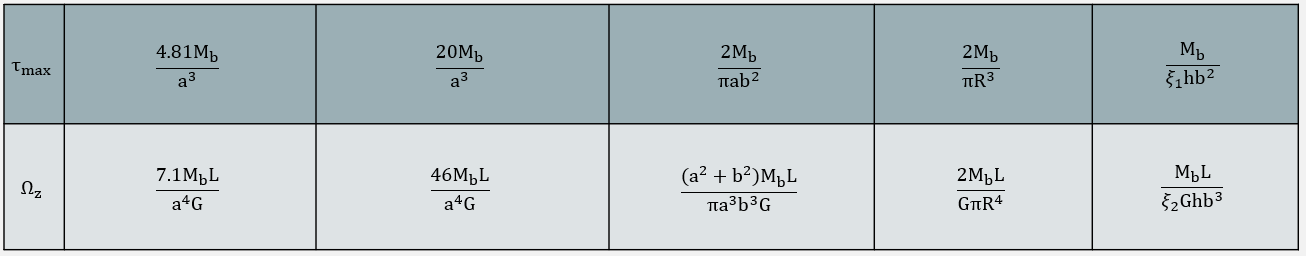 τmax 4.81Mb/a³ 20Mb/a³ 2Mb/πab² 2Mb/πR³ Mb/ξ₁hb²
Ωz 7.1MbL/a⁴G 46MbL/a⁴G (a² + b²)MbL/πa³b³G 2MbL/GπR⁴ MbL/ξ₂Ghb³